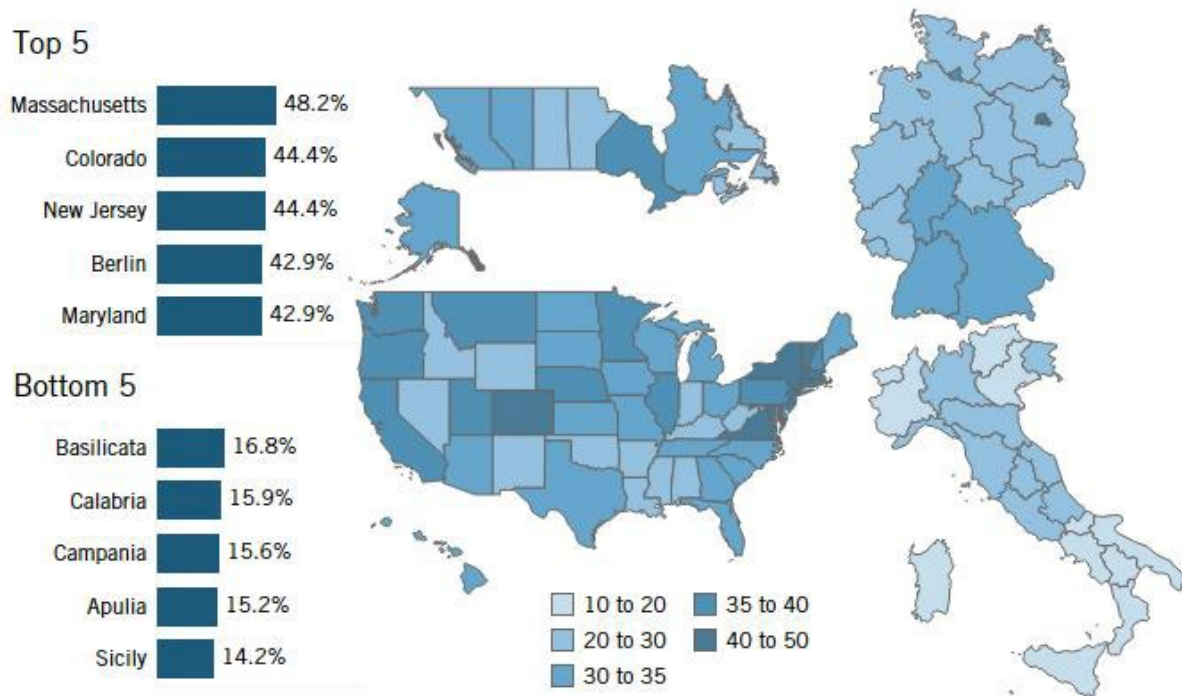 Top 5
Massachusetts 48.2%
Colorado 44.4%
New Jersey 44.4%
Berlin 42.9%
Maryland 42.9%
Bottom 5
Basilicata 16.8%
Calabria 15.9%
Campania 15.6%
Apulia 15.2%
Sicily 14.2%
10 to 20
20 to 30
30 to 35
35 to 40
40 to 50